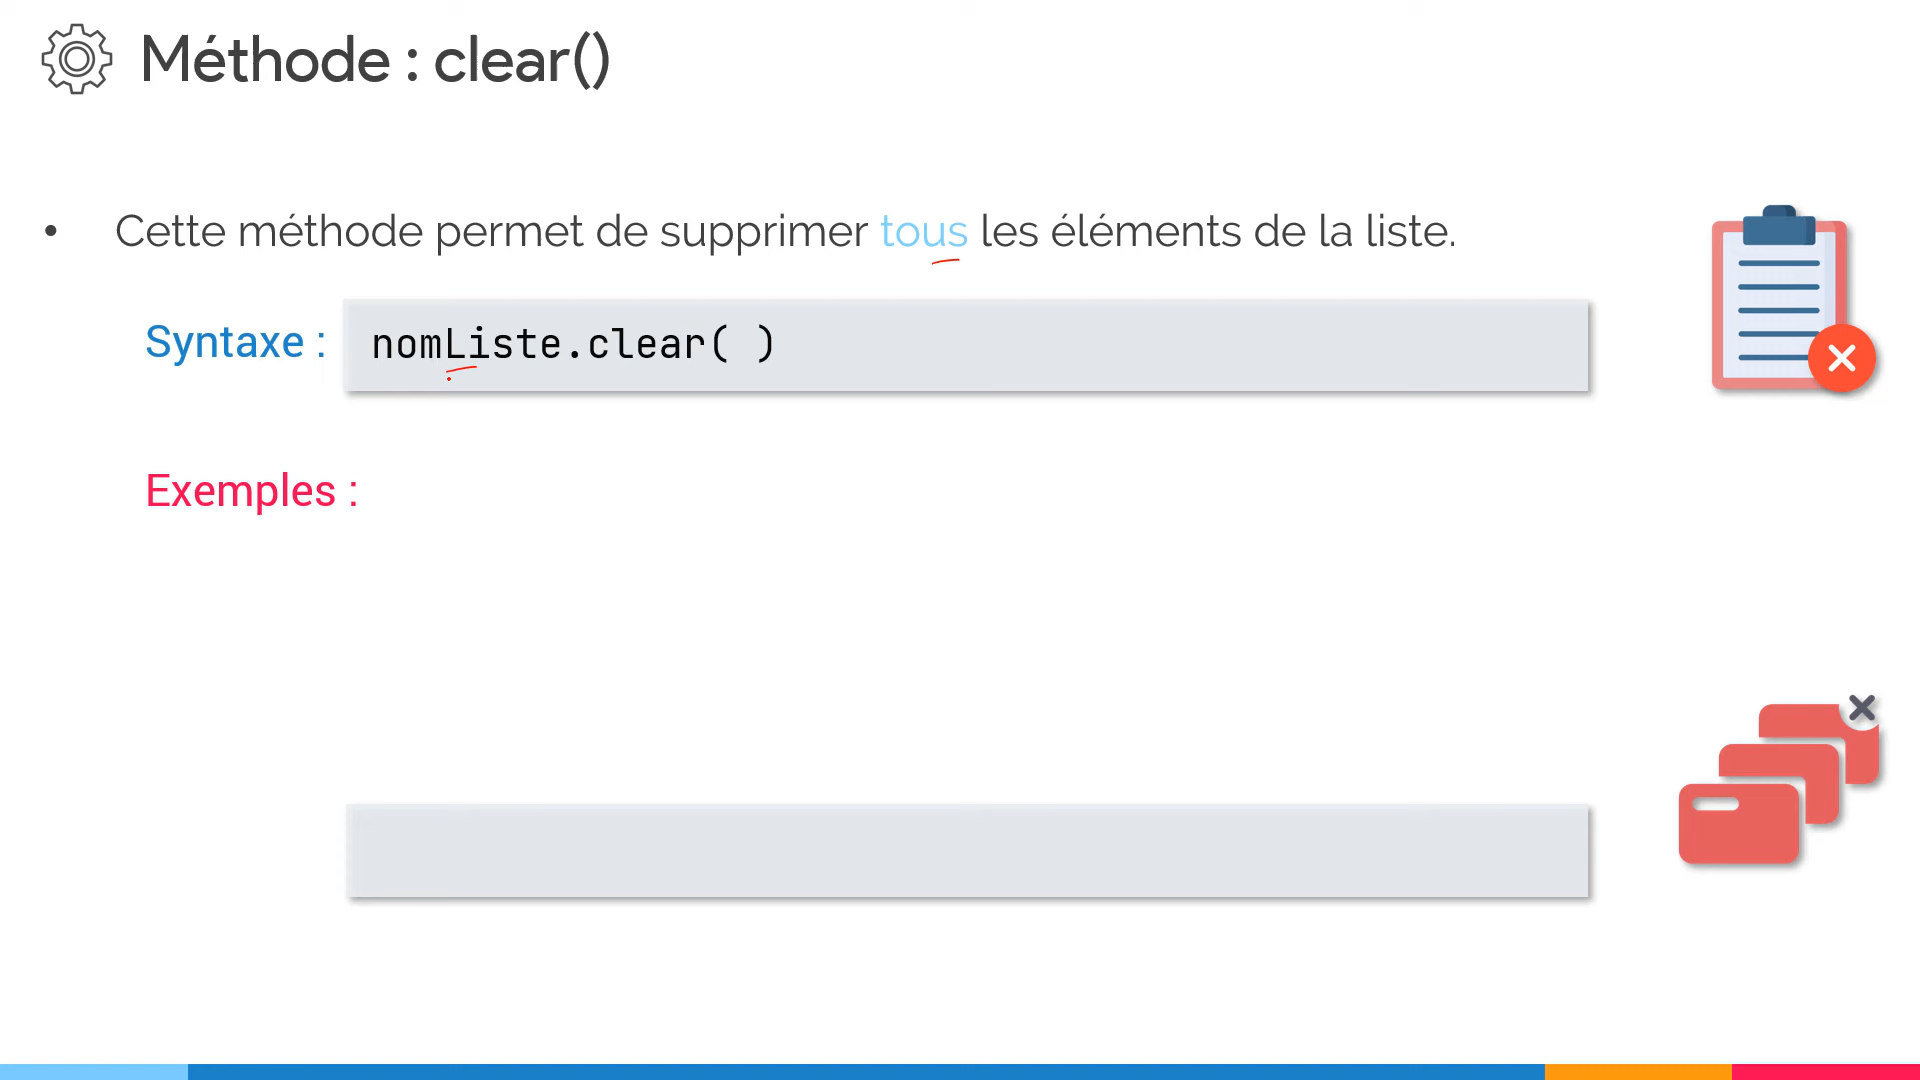 Méthode : clear()
• Cette méthode permet de supprimer tous les éléments de la liste.
Syntaxe : nomListe.clear( )
Exemples :